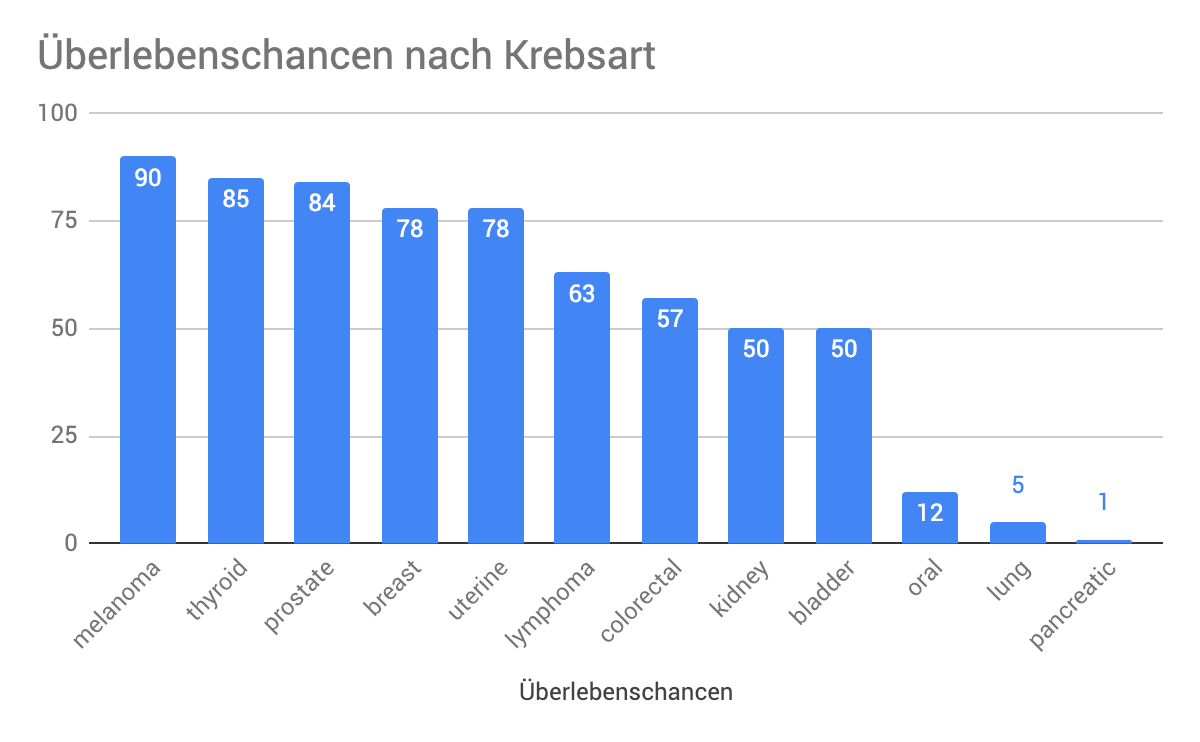 Überlebenschancen nach Krebsart
100
75
50
25
0
90
85
84
78
78
63
57
50
50
12
5
1
melanoma
thyroid
prostate
breast
uterine
lymphoma
colorectal
kidney
bladder
oral
lung
pancreatic
Überlebenschancen